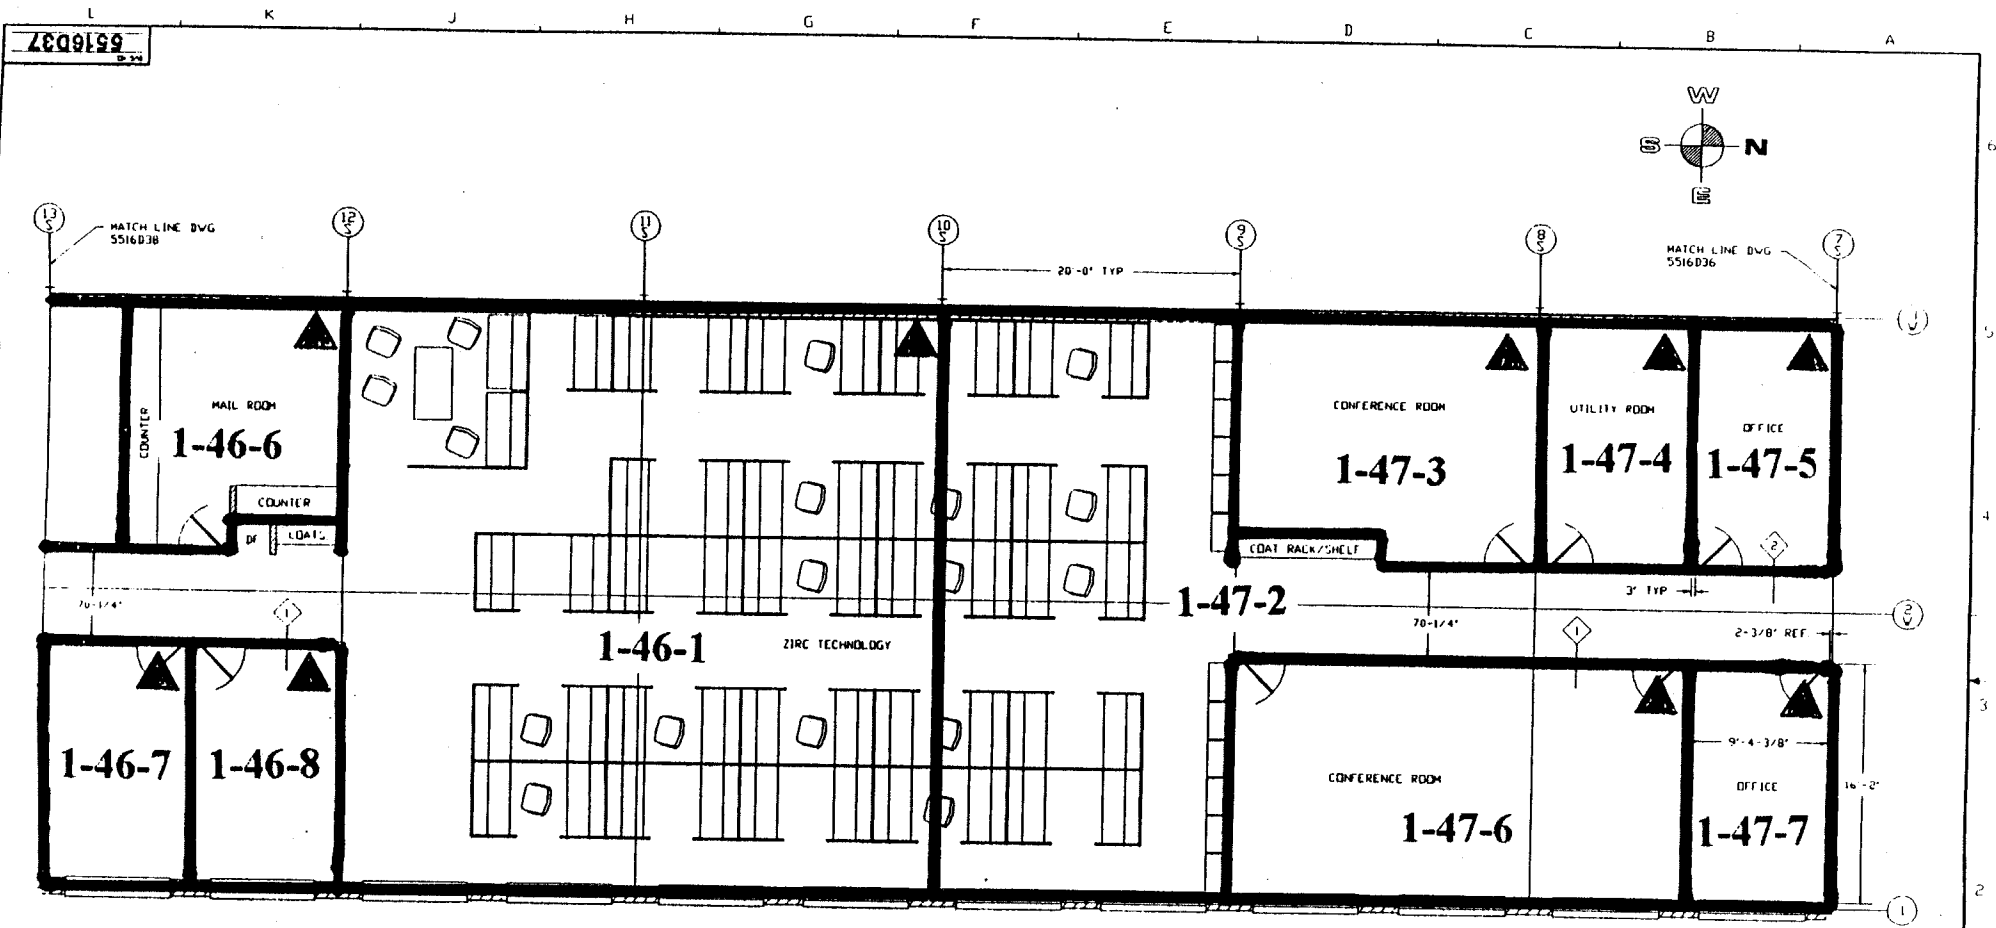 L K J H G F E D C B A
5516D37
W
S N
E
6
13 S
12 S
11 S
10 S
9 S
8 S
7 S
MATCH LINE DWG
5516D38
MATCH LINE DWG
5516D36
20'-0" TYP
J W
5
COUNTER
MAIL ROOM
1-46-6
COUNTER
DF
COATS
CONFERENCE ROOM
1-47-3
UTILITY ROOM
1-47-4
OFFICE
1-47-5
4
COAT RACK/SHELF
2
3" TYP
70-1/4"
1
1-47-2
70-1/4"
1
2-3/8" REF.
2 W
1-46-1
ZIRC TECHNOLOGY
3
1-46-7
1-46-8
9'-4-3/8"
16'-2"
CONFERENCE ROOM
1-47-6
OFFICE
1-47-7
2
1